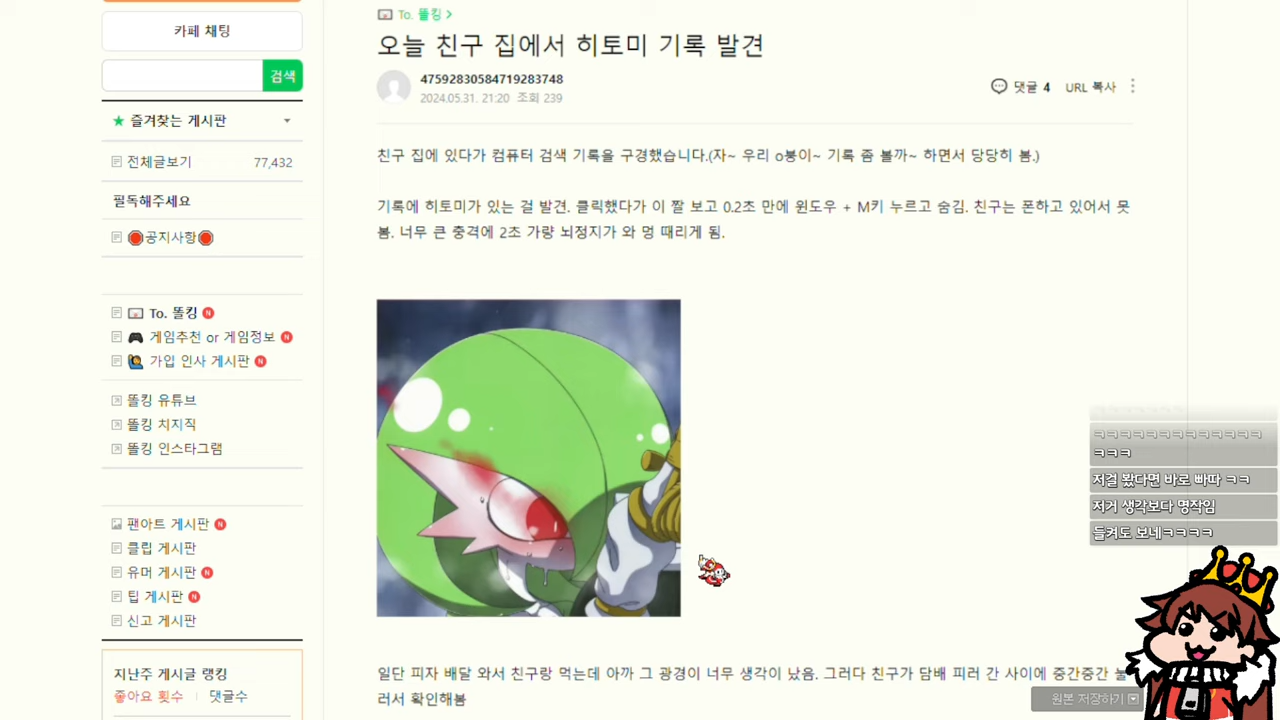 카페 채팅
검색
즐겨찾는 게시판
전체글보기 77,432
필독해주세요
공지사항
To. 똘킹 N
게임추천 or 게임정보 N
가입 인사 게시판 N
똘킹 유튜브
똘킹 치지직
똘킹 인스타그램
팬아트 게시판 N
클립 게시판
유머 게시판 N
팁 게시판 N
신고 게시판
지난주 게시글 랭킹
좋아요 횟수 댓글수
To. 똘킹 >
오늘 친구 집에서 히토미 기록 발견
47592830584719283748
2024.05.31. 21:20 조회 239
댓글 4 URL 복사
친구 집에 있다가 컴퓨터 검색 기록을 구경했습니다.(자~ 우리 o붕이~ 기록 좀 볼까~ 하면서 당당히 봄.)
기록에 히토미가 있는 걸 발견. 클릭했다가 이 짤 보고 0.2초 만에 윈도우 + M키 누르고 숨김. 친구는 폰하고 있어서 못
봄. 너무 큰 충격에 2초 가량 뇌정지가 와 멍 때리게 됨.
일단 피자 배달 와서 친구랑 먹는데 아까 그 광경이 너무 생각이 났음. 그러다 친구가 담배 피러 간 사이에 중간중간 눌
러서 확인해봄
원본 저장하기
ㅋㅋㅋㅋㅋㅋㅋㅋㅋㅋㅋㅋㅋ
ㅋㅋㅋ
저걸 봤다면 바로 빠따 ㅋㅋ
저거 생각보다 명작임
들켜도 보네ㅋㅋㅋㅋ